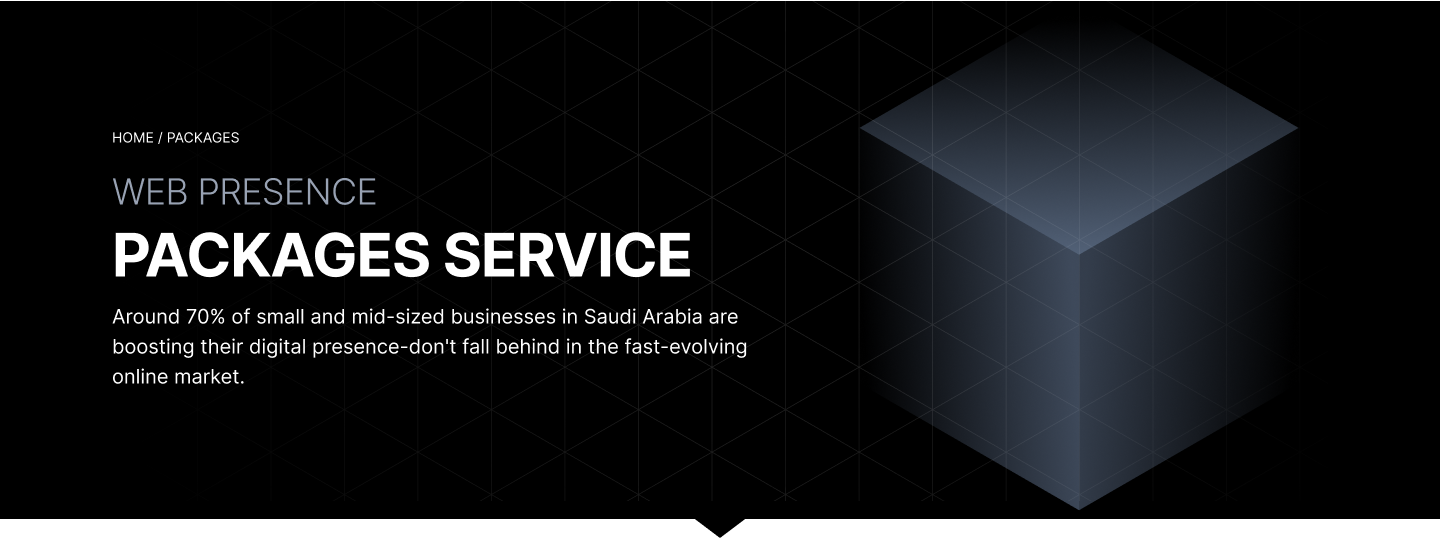 HOME / PACKAGES
WEB PRESENCE
PACKAGES SERVICE
Around 70% of small and mid-sized businesses in Saudi Arabia are
boosting their digital presence-don't fall behind in the fast-evolving
online market.